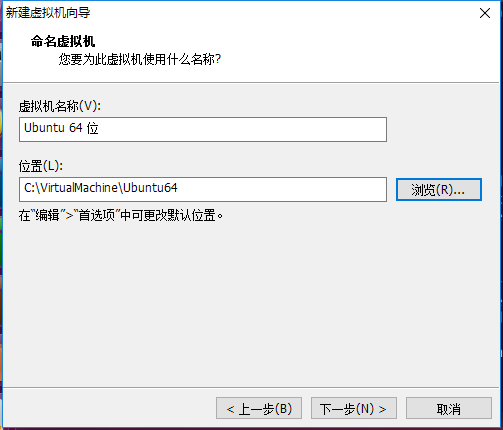 新建虚拟机向导
命名虚拟机
您要为此虚拟机使用什么名称?
虚拟机名称(V):
Ubuntu 64 位
位置(L):
C:\VirtualMachine\Ubuntu64
浏览(R)...
在“编辑”>“首选项”中可更改默认位置。
< 上一步(B)
下一步(N) >
取消